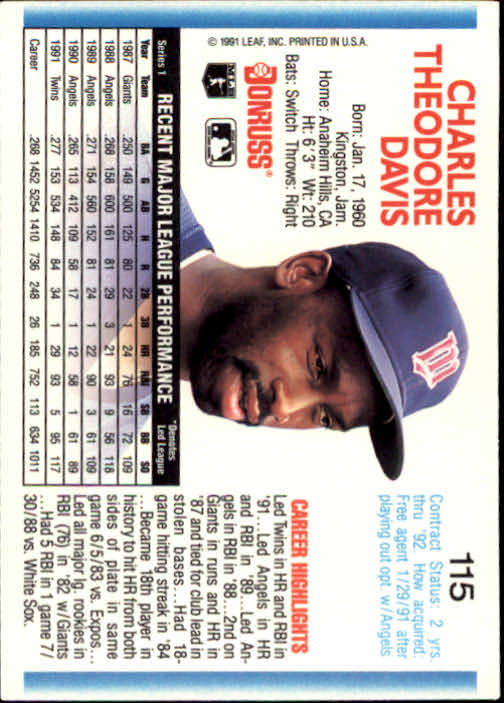 115
CHARLES
THEODORE
DAVIS
Contract Status: 2 yrs.
thru '92. How acquired:
Free agent 1/29/91 after
playing out opt. w/Angels
Born: Jan. 17, 1960
Kingston, Jam.
Home: Anaheim Hills, CA
Ht: 6'3" Wt: 210
Bats: Switch Throws: Right
DONRUSS®
© 1991 LEAF, INC. PRINTED IN U.S.A.
CAREER HIGHLIGHTS
Led Twins in HR and RBI in
'91...Led Angels in HR
and RBI in '89...Led An-
gels in RBI in '88...2nd on
Giants in runs and HR in
'87 and tied for club lead in
stolen bases...Had 18-
game hitting streak in '84
...Became 18th player in
history to hit HR from both
sides of plate in same
game 6/5/83 vs. Expos...
Led all major lg. rookies in
RBI (76) in '82 w/Giants
...Had 5 RBI in 1 game 7/
30/88 vs. White Sox.
Series 1 RECENT MAJOR LEAGUE PERFORMANCE *Denotes Led League
Year Team BA G AB H R 2B 3B HR RBI SB BB SO
1987 Giants .250 149 500 125 80 22 1 24 76 16 72 109
1988 Angels .268 158 600 161 81 29 3 21 93 9 56 118
1989 Angels .271 154 560 152 81 24 1 22 90 3 61 109
1990 Angels .265 113 412 109 58 17 1 12 58 1 61 89
1991 Twins .277 153 534 148 84 34 1 29 93 5 95 117
Career .268 1452 5254 1410 736 248 26 185 752 113 634 1011